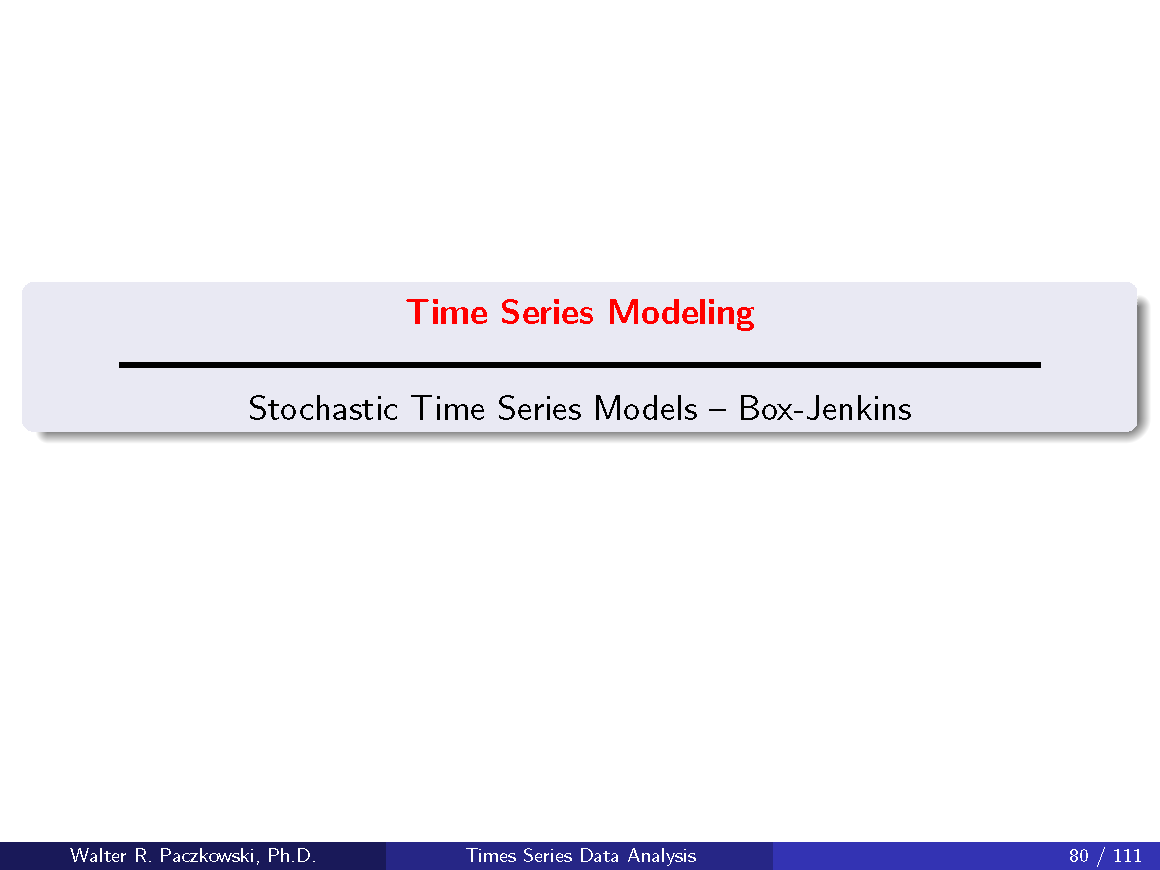 Time Series Modeling
Stochastic Time Series Models – Box-Jenkins
Walter R. Paczkowski, Ph.D.
Times Series Data Analysis
80 / 111